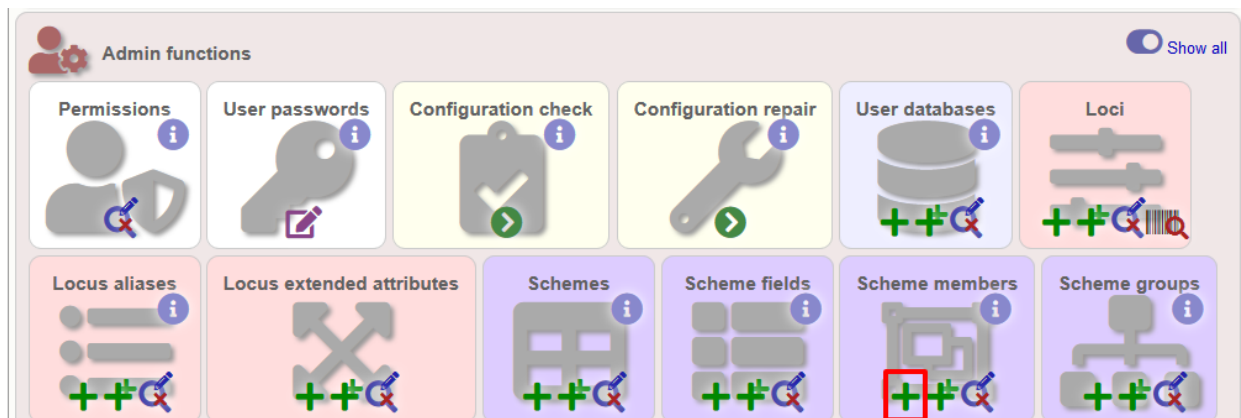 Admin functions
Show all
Permissions
User passwords
Configuration check
Configuration repair
User databases
Loci
Locus aliases
Locus extended attributes
Schemes
Scheme fields
Scheme members
Scheme groups